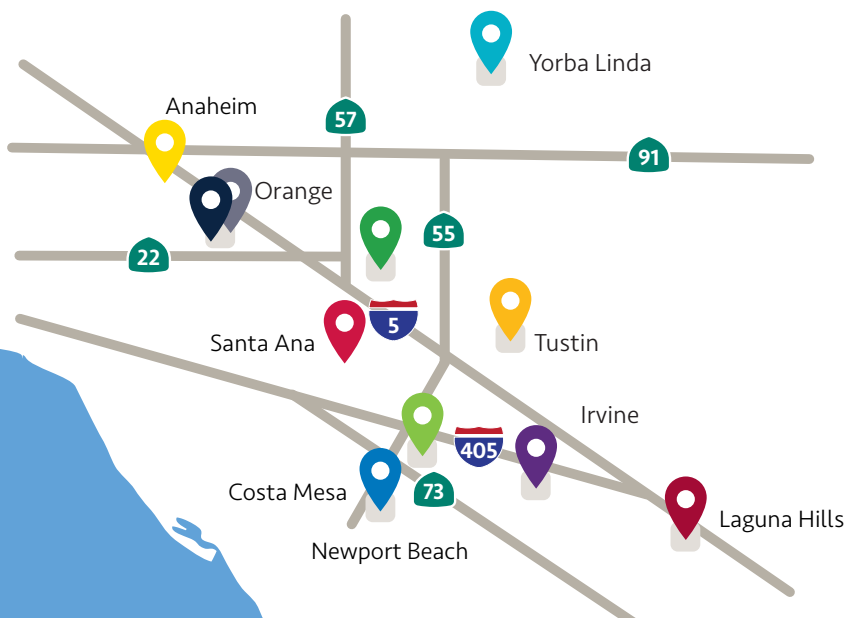 Yorba Linda
Anaheim
57
91
Orange
55
22
5
Santa Ana
Tustin
Irvine
405
Costa Mesa
73
Laguna Hills
Newport Beach